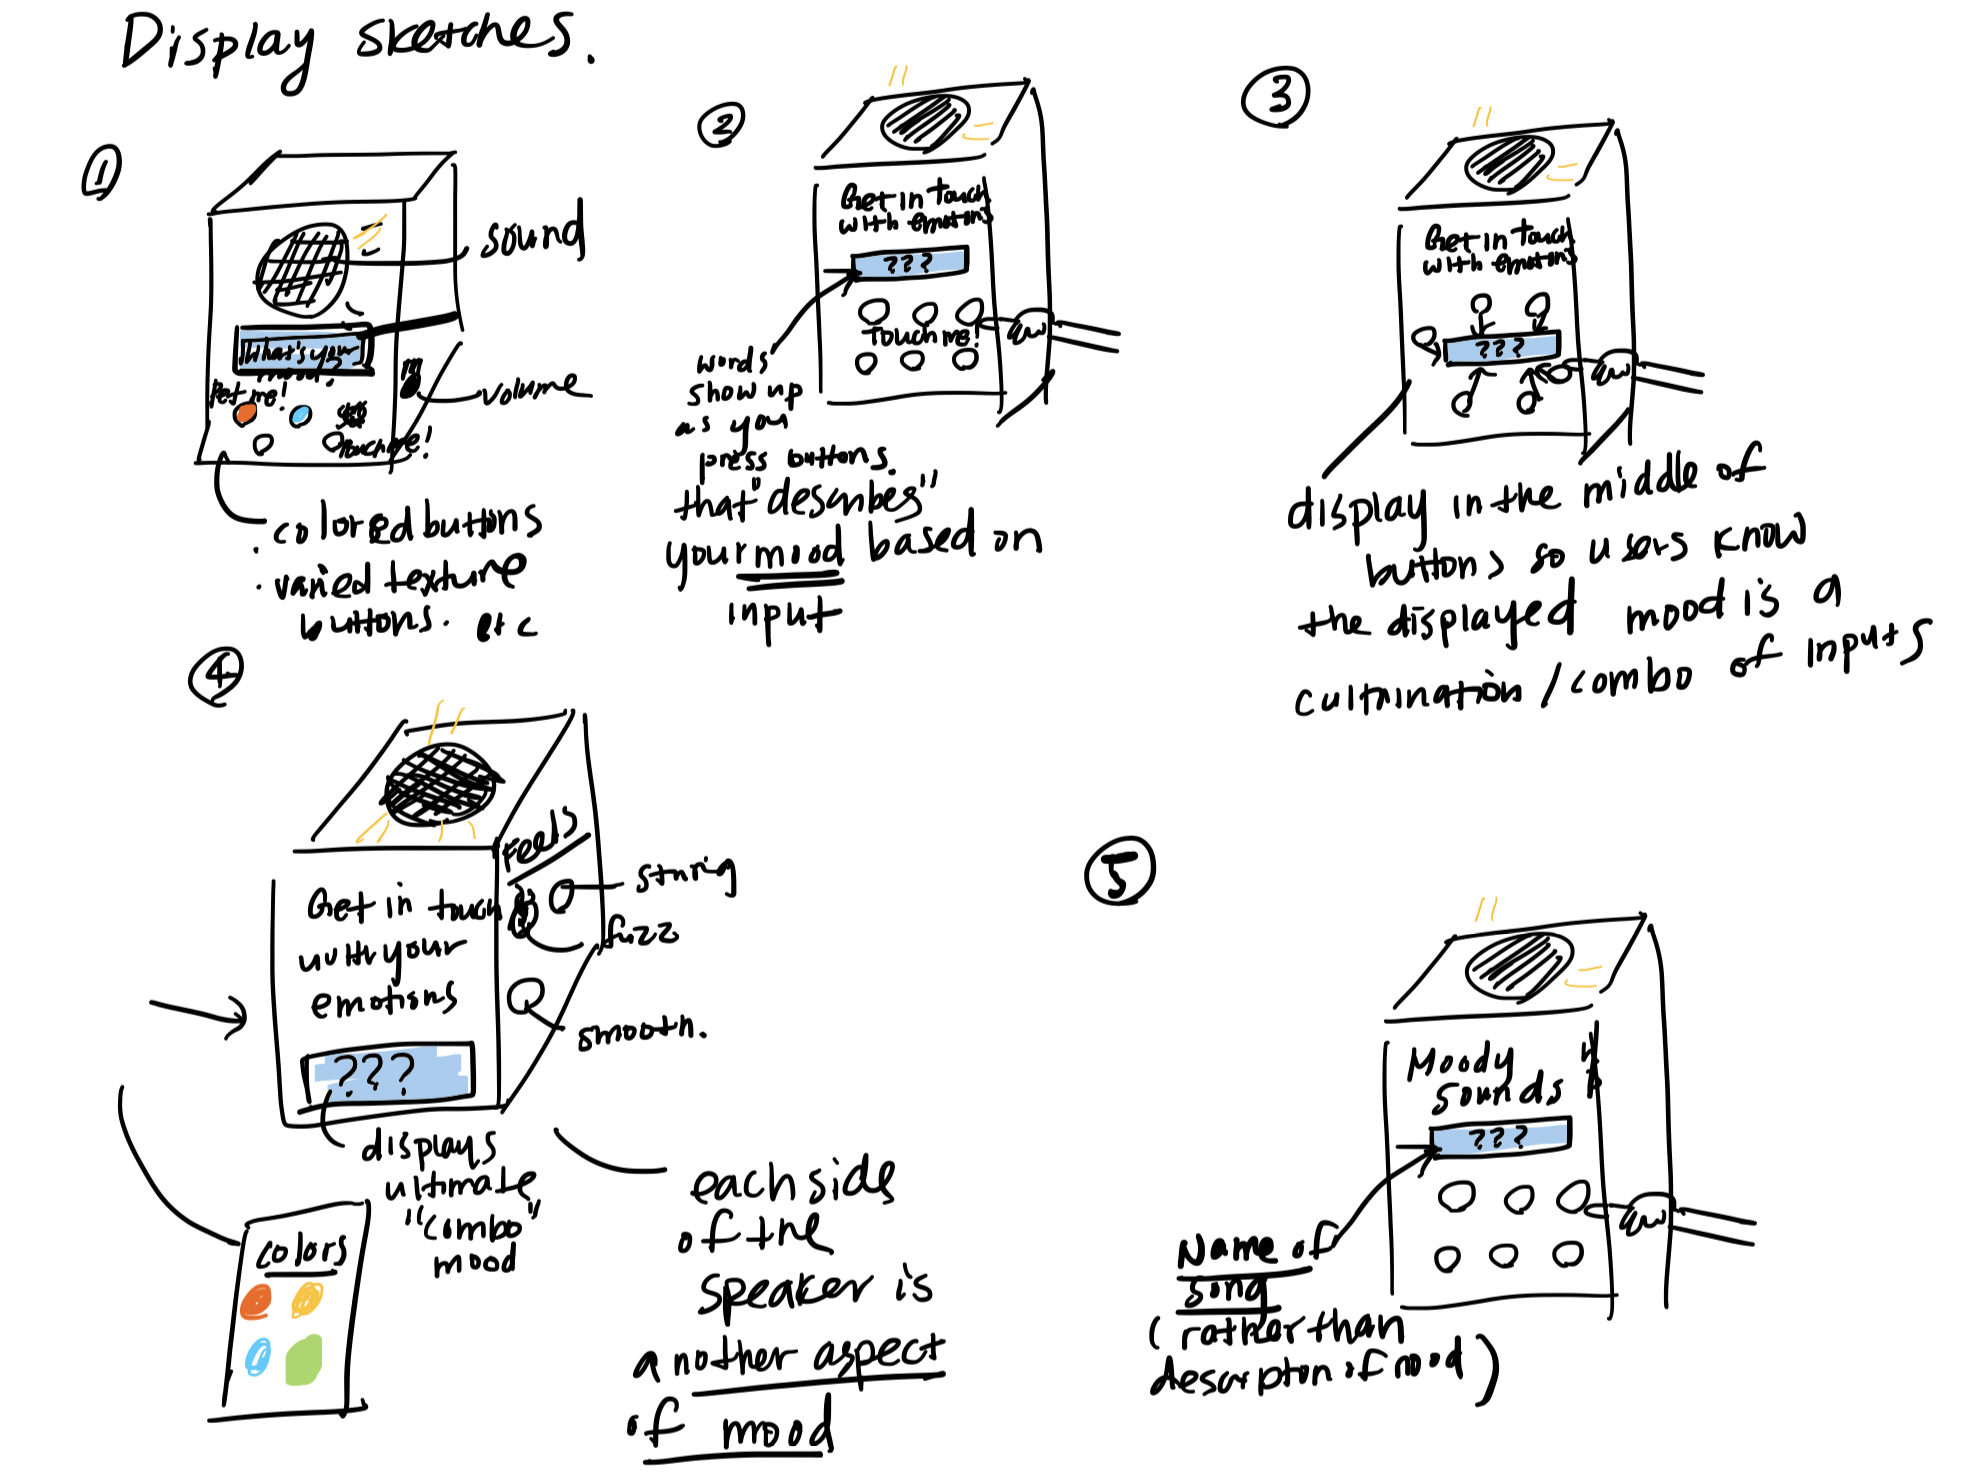 Display sketches.
1
sound
What's your
mood?
Pet me!
Touch me!
volume
. colored buttons
. varied texture
buttons. etc
2
Get in Touch
with emotions
???
Touch me!
words
show up
as you
press buttons.
that "describes"
your mood based on
input
3
Get in Touch
with emotions
???
display in the middle of
buttons so users know
the displayed mood is a
culmination / combo of inputs
4
Feels
string
fuzz
smooth.
Get in touch
with your
emotions
???
displays
ultimate
"combo"
mood
colors
each side
of the
speaker is
another aspect
of mood
5
Moody
sounds
???
Name of
song
(rather than
description of mood)